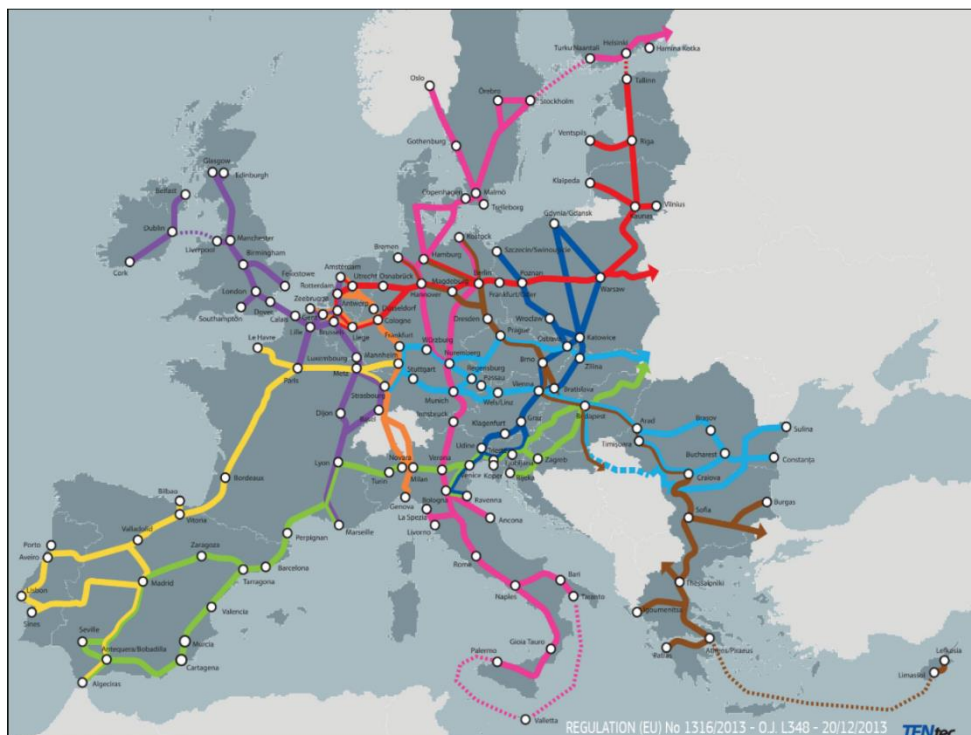 Turku/Naantali
Helsinki
Hamina Kotka
Oslo
Örebro
Stockholm
Tallinn
Ventspils
Riga
Gothenburg
Klaipeda
Vilnius
Kaunas
Glasgow
Edinburgh
Belfast
Copenhagen
Malmö
Trelleborg
Gdynia/Gdansk
Dublin
Manchester
Liverpool
Cork
Birmingham
Felixstowe
Rostock
Szczecin/Swinoujscie
Bremen
Hamburg
Amsterdam
Utrecht
Osnabrück
Magdeburg
Berlin
Poznan
Warsaw
Rotterdam
Hannover
Frankfurt/Oder
London
Zeebrugge
Antwerp
Düsseldorf
Southampton
Dover
Calais
Cologne
Dresden
Wroclaw
Lille
Brussels
Liege
Prague
Katowice
Le Havre
Frankfurt
Würzburg
Nuremberg
Brno
Zilina
Luxembourg
Mannheim
Metz
Stuttgart
Regensburg
Passau
Paris
Strasbourg
Munich
Wels/Linz
Vienna
Bratislava
Dijon
Innsbruck
Klagenfurt
Graz
Budapest
Arad
Brasov
Sulina
Udine
Timişoara
Lyon
Novara
Verona
Ljubljana
Zagreb
Bucharest
Constanţa
Turin
Milan
Venice
Koper
Rijeka
Craiova
Bordeaux
Genova
Bologna
Ravenna
Bilbao
La Spezia
Ancona
Sofia
Burgas
Vitoria
Marseille
Livorno
Valladolid
Perpignan
Porto
Zaragoza
Rome
Aveiro
Barcelona
Madrid
Tarragona
Bari
Thessaloniki
Lisbon
Naples
Taranto
Sines
Valencia
Igoumenitsa
Seville
Murcia
Gioia Tauro
Patras
Athens/Piraeus
Lefkosia
Antequera/Bobadilla
Cartagena
Palermo
Limassol
Algeciras
Valletta
REGULATION (EU) No 1316/2013 - O.J. L348 - 20/12/2013
TENtec